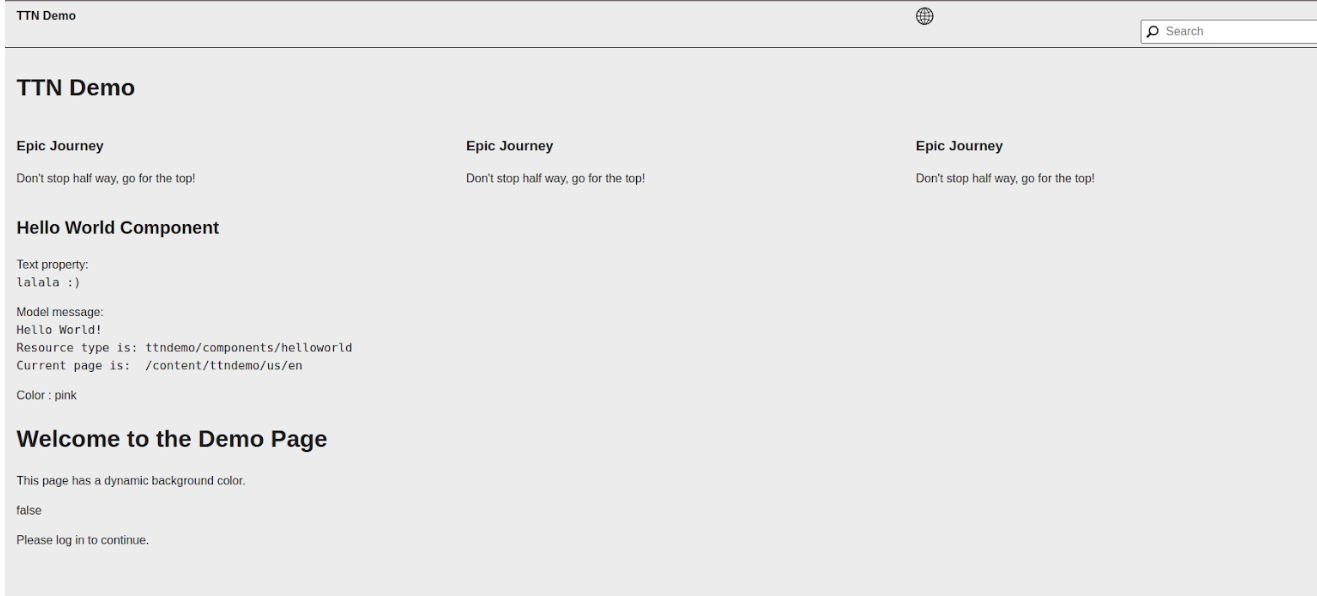 TTN Demo
Search
TTN Demo
Epic Journey
Epic Journey
Epic Journey
Don't stop half way, go for the top!
Don't stop half way, go for the top!
Don't stop half way, go for the top!
Hello World Component
Text property:
lalala :)
Model message:
Hello World!
Resource type is: ttndemo/components/helloworld
Current page is:  /content/ttndemo/us/en
Color : pink
Welcome to the Demo Page
This page has a dynamic background color.
false
Please log in to continue.